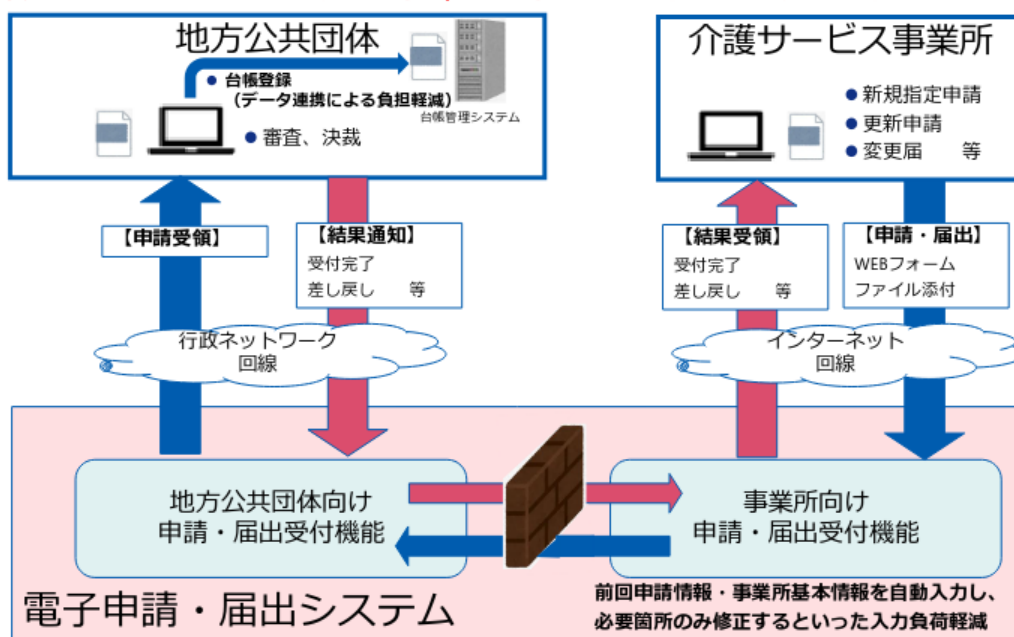 地方公共団体
● 台帳登録
(データ連携による負担軽減)
台帳管理システム
● 審査、決裁
介護サービス事業所
● 新規指定申請
● 更新申請
● 変更届　等
【申請受領】
【結果通知】
受付完了
差し戻し　等
【結果受領】
受付完了
差し戻し　等
【申請・届出】
WEBフォーム
ファイル添付
行政ネットワーク
回線
インターネット
回線
地方公共団体向け
申請・届出受付機能
事業所向け
申請・届出受付機能
電子申請・届出システム
前回申請情報・事業所基本情報を自動入力し、
必要箇所のみ修正するといった入力負荷軽減